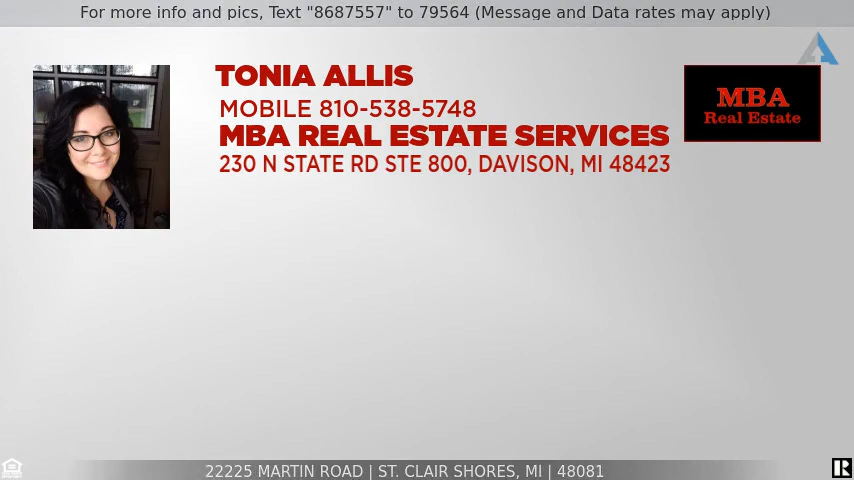 For more info and pics, Text "8687557" to 79564 (Message and Data rates may apply)
TONIA ALLIS
MOBILE 810-538-5748
MBA REAL ESTATE SERVICES
230 N STATE RD STE 800, DAVISON, MI 48423
MBA
Real Estate
22225 MARTIN ROAD | ST. CLAIR SHORES, MI | 48081